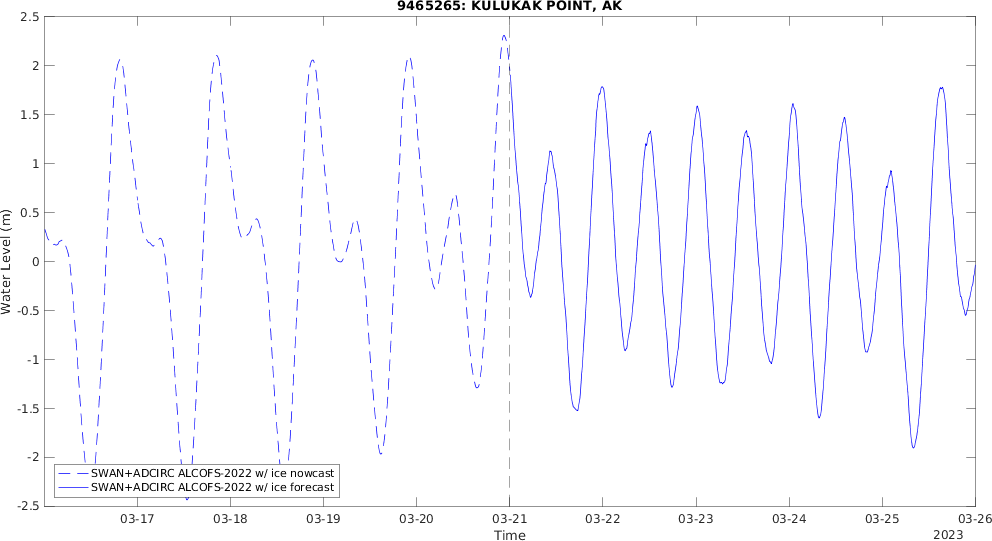 9465265: KULUKAK POINT, AK
2.5
2
1.5
1
0.5
0
-0.5
-1
-1.5
-2
-2.5
Water Level (m)
SWAN+ADCIRC ALCOFS-2022 w/ ice nowcast
SWAN+ADCIRC ALCOFS-2022 w/ ice forecast
03-17 03-18 03-19 03-20 03-21 03-22 03-23 03-24 03-25 03-26
Time
2023